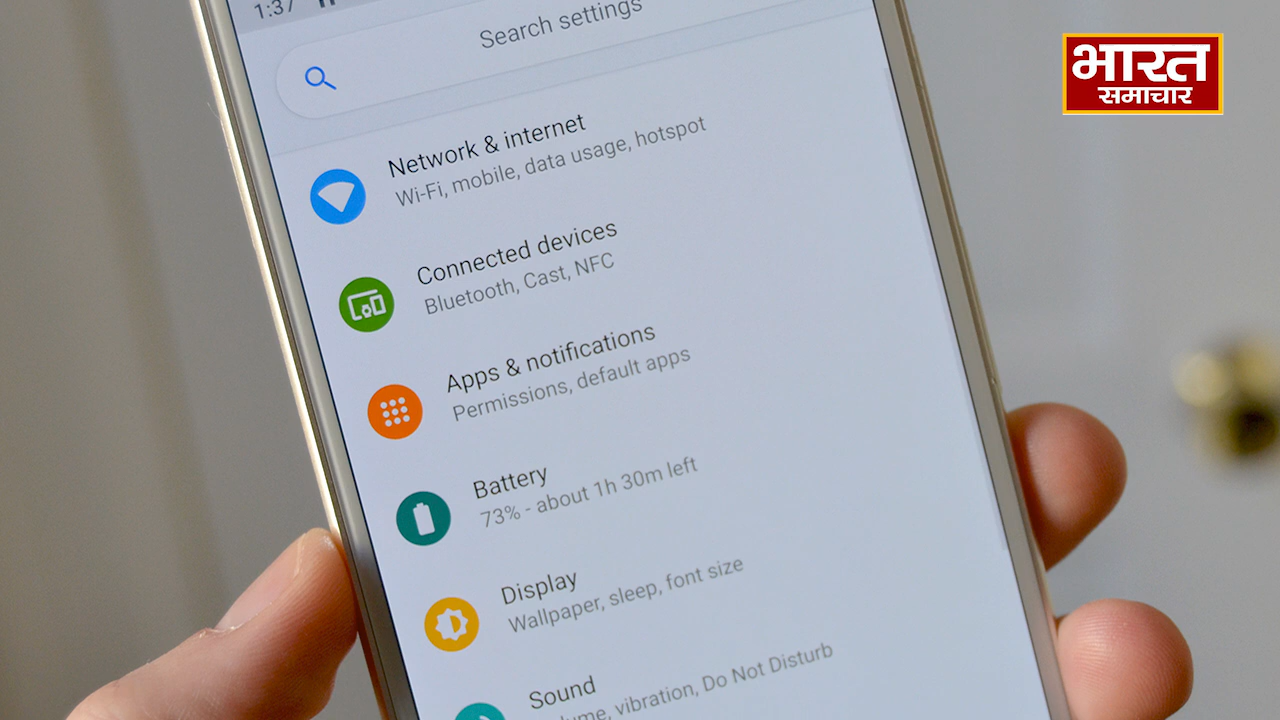 1:37
Search settings
भारत
समाचार
Network & internet
Wi-Fi, mobile, data usage, hotspot
Connected devices
Bluetooth, Cast, NFC
Apps & notifications
Permissions, default apps
Battery
73% - about 1h 30m left
Display
Wallpaper, sleep, font size
Sound
vibration, Do Not Disturb